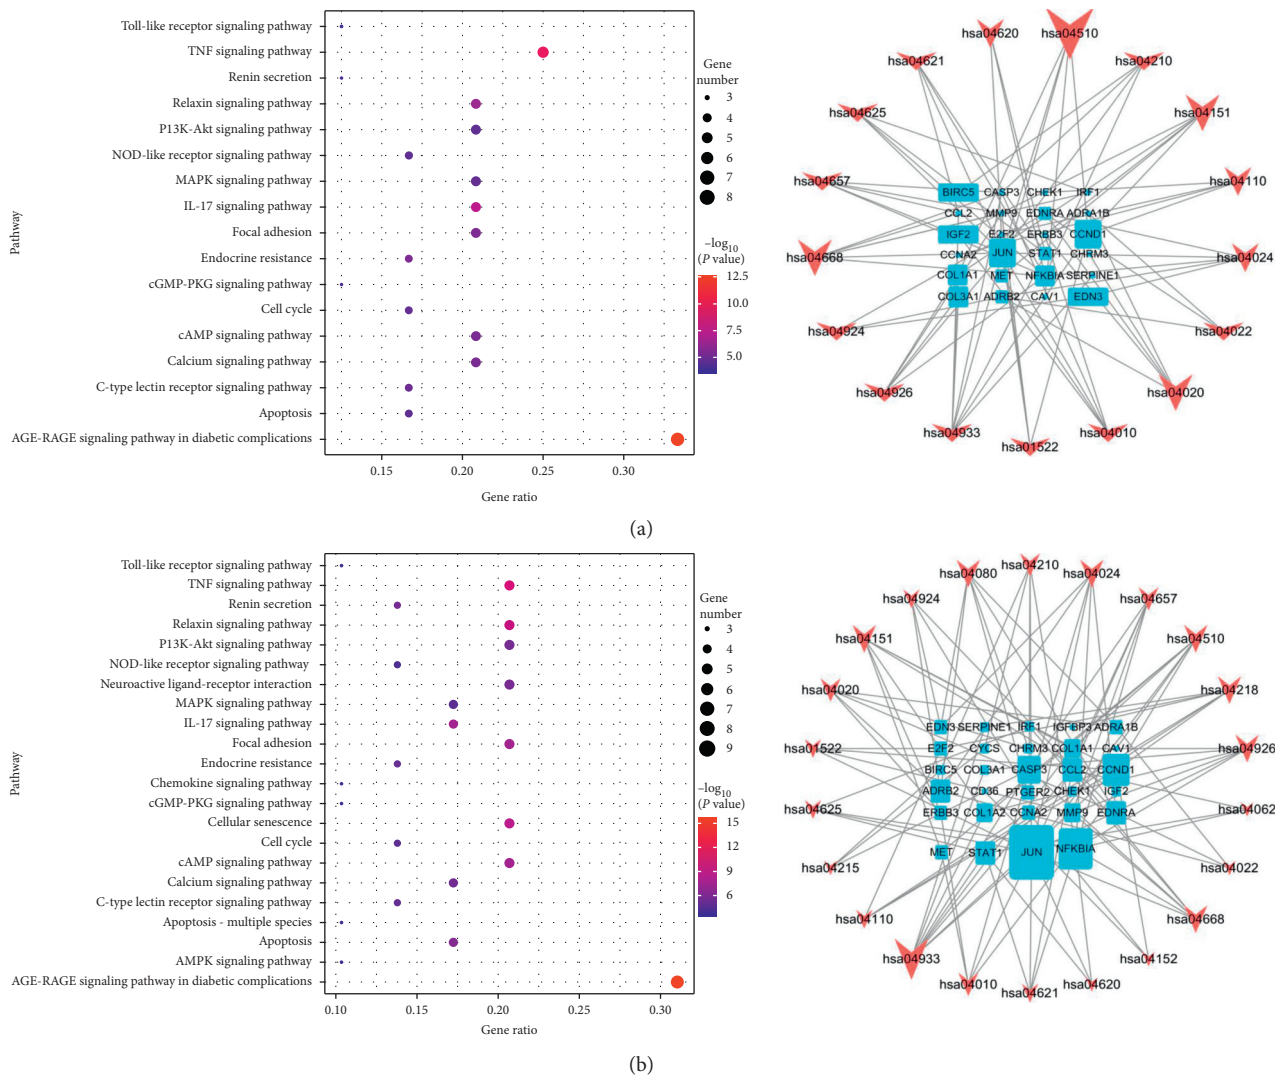 Toll-like receptor signaling pathway
TNF signaling pathway
Renin secretion
Relaxin signaling pathway
P13K-Akt signaling pathway
NOD-like receptor signaling pathway
MAPK signaling pathway
IL-17 signaling pathway
Focal adhesion
Endocrine resistance
cGMP-PKG signaling pathway
Cell cycle
cAMP signaling pathway
Calcium signaling pathway
C-type lectin receptor signaling pathway
Apoptosis
AGE-RAGE signaling pathway in diabetic complications
Pathway
0.15 0.20 0.25 0.30
Gene ratio
Gene
number
3
4
5
6
7
8
–log10
(P value)
12.5
10.0
7.5
5.0
hsa04620 hsa04510
hsa04621 hsa04210
hsa04625 hsa04151
hsa04657 hsa04110
hsa04668 hsa04024
hsa04924 hsa04022
hsa04926 hsa04020
hsa04933 hsa01522 hsa04010
BIRC5 CASP3 CHEK1 IRF1
CCL2 MMP9 EDNRA ADRA1B
IGF2 E2F2 ERBB3 CCND1
CCNA2 JUN STAT1 CHRM3
COL1A1 MET NFKBIA SERPINE1
COL3A1 ADRB2 CAV1 EDN3
(a)
Toll-like receptor signaling pathway
TNF signaling pathway
Renin secretion
Relaxin signaling pathway
P13K-Akt signaling pathway
NOD-like receptor signaling pathway
Neuroactive ligand-receptor interaction
MAPK signaling pathway
IL-17 signaling pathway
Focal adhesion
Endocrine resistance
Chemokine signaling pathway
cGMP-PKG signaling pathway
Cellular senescence
Cell cycle
cAMP signaling pathway
Calcium signaling pathway
C-type lectin receptor signaling pathway
Apoptosis - multiple species
Apoptosis
AMPK signaling pathway
AGE-RAGE signaling pathway in diabetic complications
Pathway
0.10 0.15 0.20 0.25 0.30
Gene ratio
Gene
number
3
4
5
6
7
8
9
–log10
(P value)
15
12
9
6
hsa04080 hsa04210 hsa04024
hsa04924 hsa04657
hsa04151 hsa04510
hsa04020 hsa04218
hsa01522 hsa04926
hsa04625 hsa04062
hsa04215 hsa04022
hsa04110 hsa04668
hsa04933 hsa04152
hsa04010 hsa04621 hsa04620
EDN3 SERPINE1 IRF1 IGFBP3 ADRA1B
E2F2 CYCS CHRM3 COL1A1 CAV1
BIRC5 COL3A1 CASP3 CCL2 CCND1
ADRB2 CD36 PTGER2 CHEK1 IGF2
ERBB3 COL1A2 CCNA2 MMP9 EDNRA
MET STAT1 JUN NFKBIA
(b)